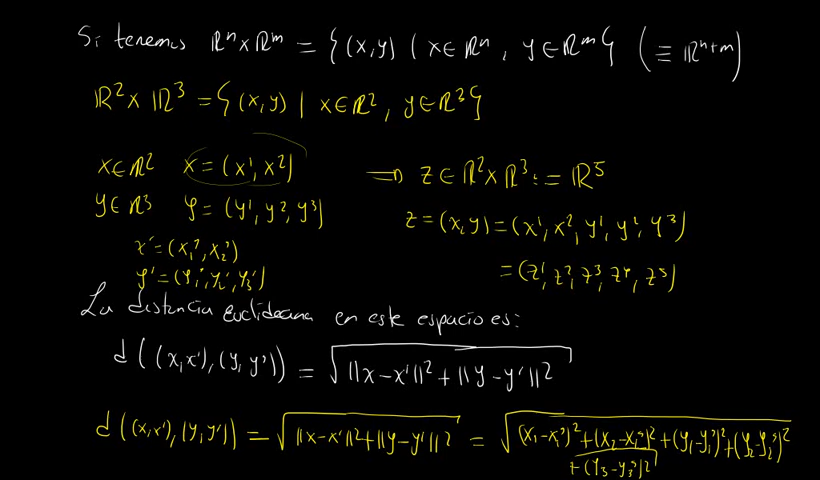 Si tenemos ℝⁿ×ℝᵐ = {(x,y) | x∈ℝⁿ, y∈ℝᵐ} (≡ ℝⁿ⁺ᵐ)
ℝ²×ℝ³ = {(x,y) | x∈ℝ², y∈ℝ³}
x∈ℝ² x = (x¹, x²) ⟹ z∈ℝ²×ℝ³ := ℝ⁵
y∈ℝ³ y = (y¹, y², y³) z = (x,y) = (x¹, x², y¹, y², y³)
x' = (x₁', x₂') = (z¹, z², z³, z⁴, z⁵)
y' = (y₁', y₂', y₃')
La distancia Euclideana en este espacio es:
d((x,x'),(y,y')) = √(||x-x'||² + ||y-y'||²)
d((x,x'),(y,y')) = √(||x-x'||²+||y-y'||²) = √((x₁-x₁')²+(x₂-x₂')²+(y₁-y₁')²+(y₂-y₂')²
+(y₃-y₃')²)